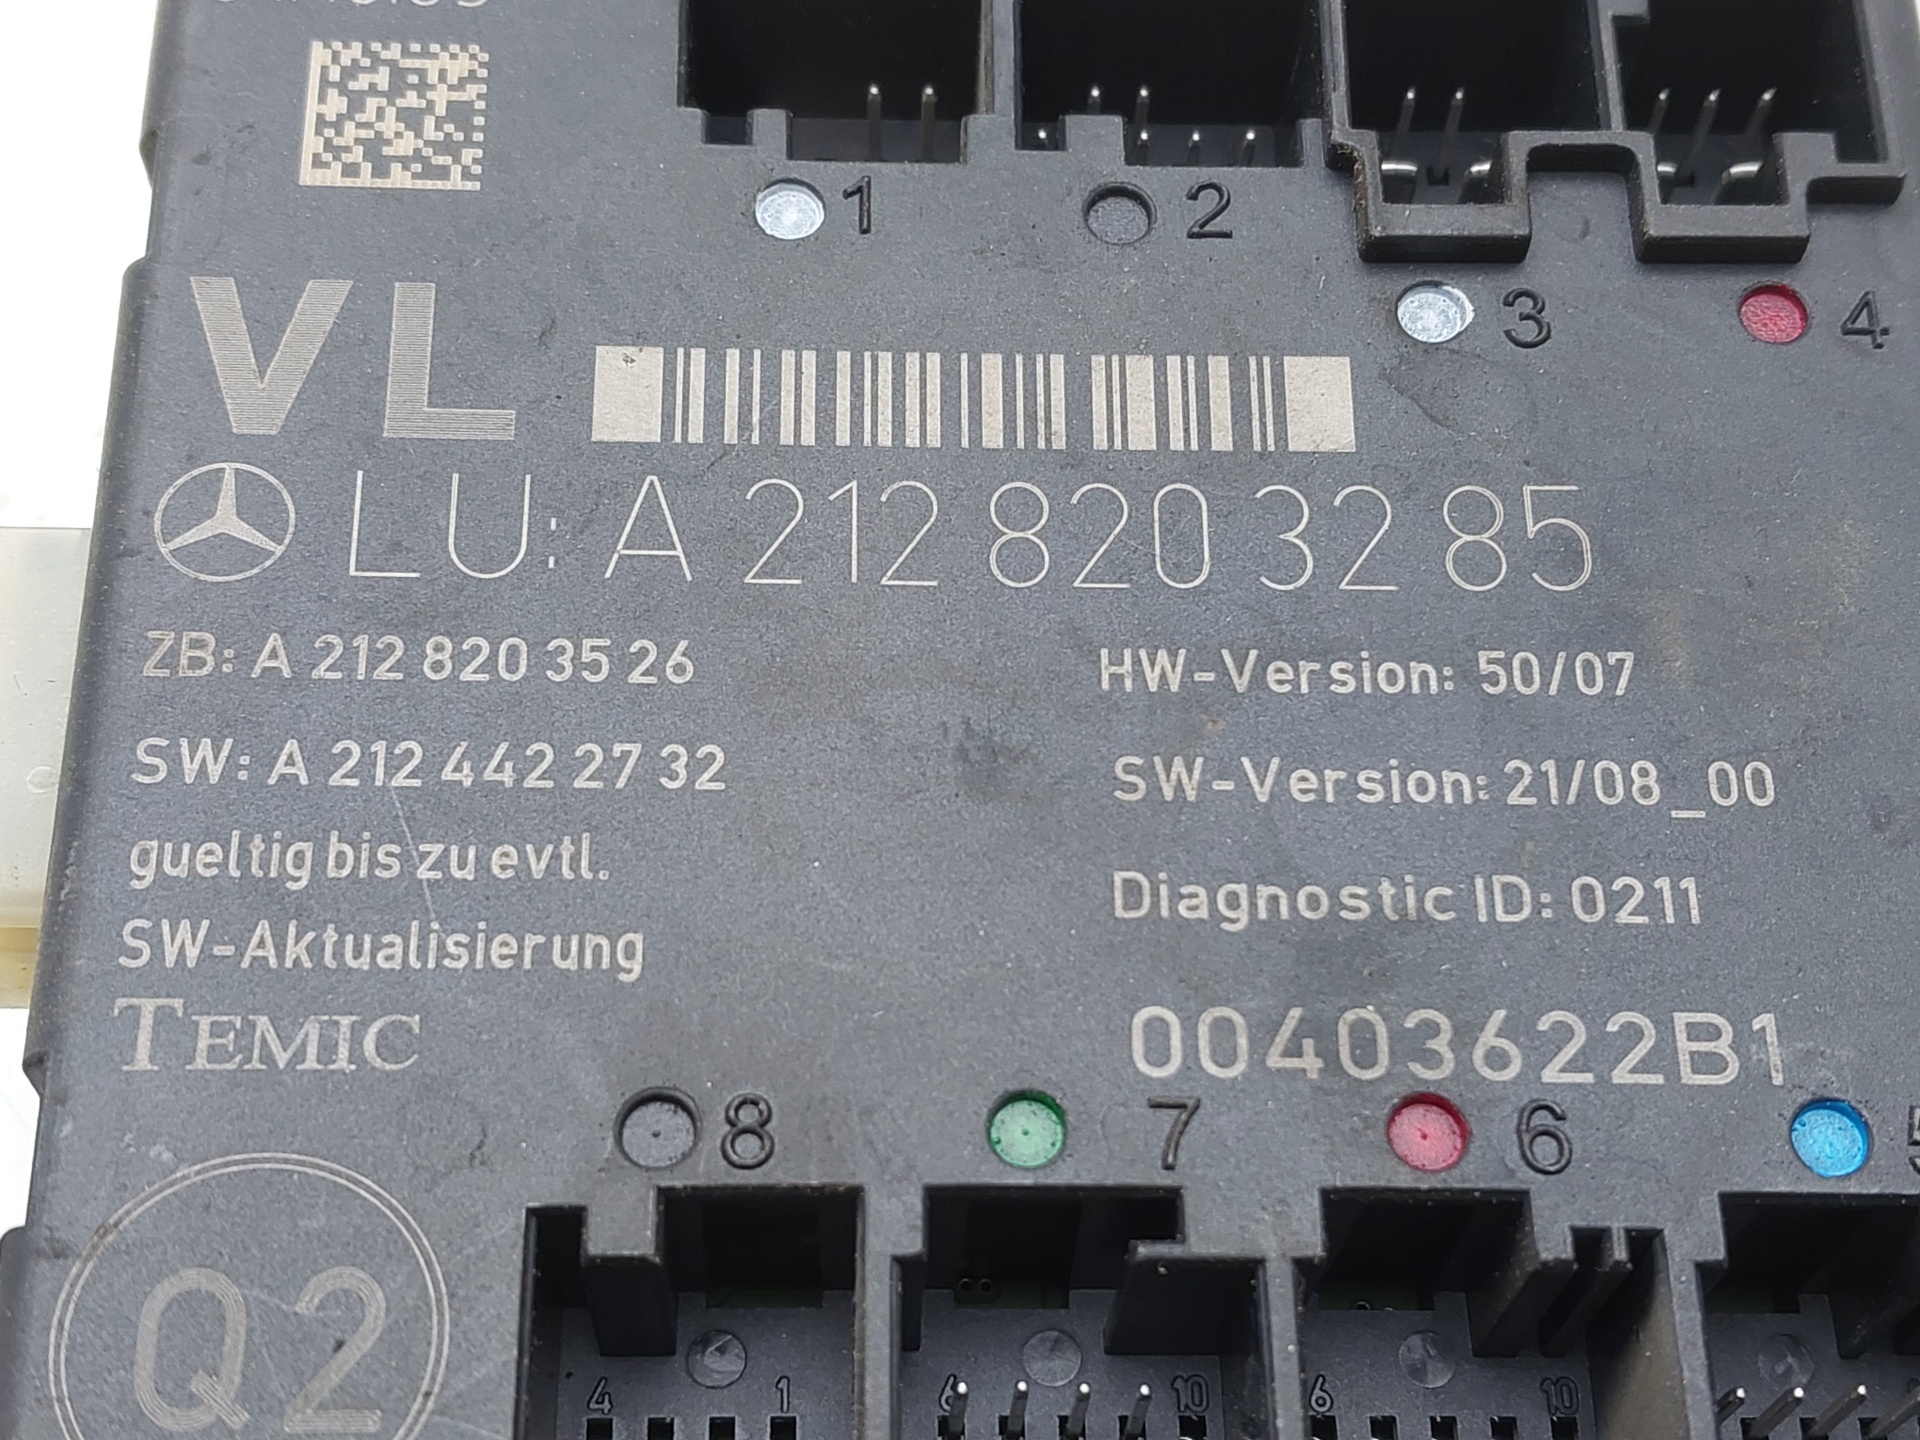 1
2
3
4
VL
LU: A 212 820 32 85
ZB: A 212 820 35 26
HW-Version: 50/07
SW: A 212 442 27 32
SW-Version: 21/08_00
gueltig bis zu evtl.
SW-Aktualisierung
Diagnostic ID: 0211
TEMIC
00403622B1
8
7
6
Q2
4 1
6 10
6 10